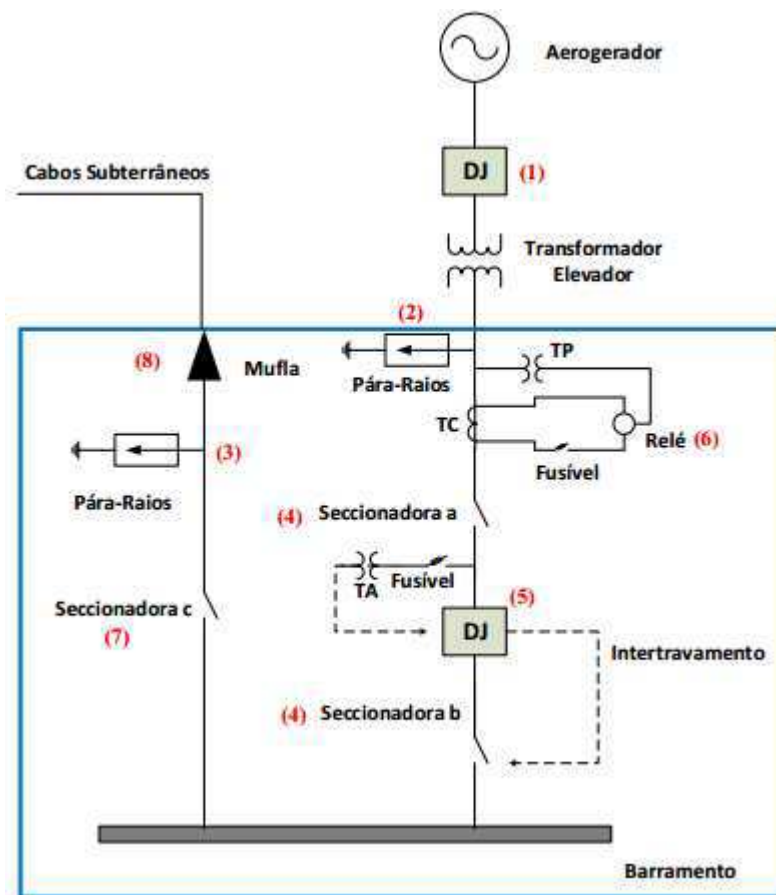 Aerogerador
DJ (1)
Cabos Subterrâneos
Transformador
Elevador
(2)
(8) Mufla
Pára-Raios
TP
TC
Relé (6)
Fusível
(3)
Pára-Raios
(4) Seccionadora a
TA Fusível
(5)
DJ
Seccionadora c
(7)
Intertravamento
(4) Seccionadora b
Barramento